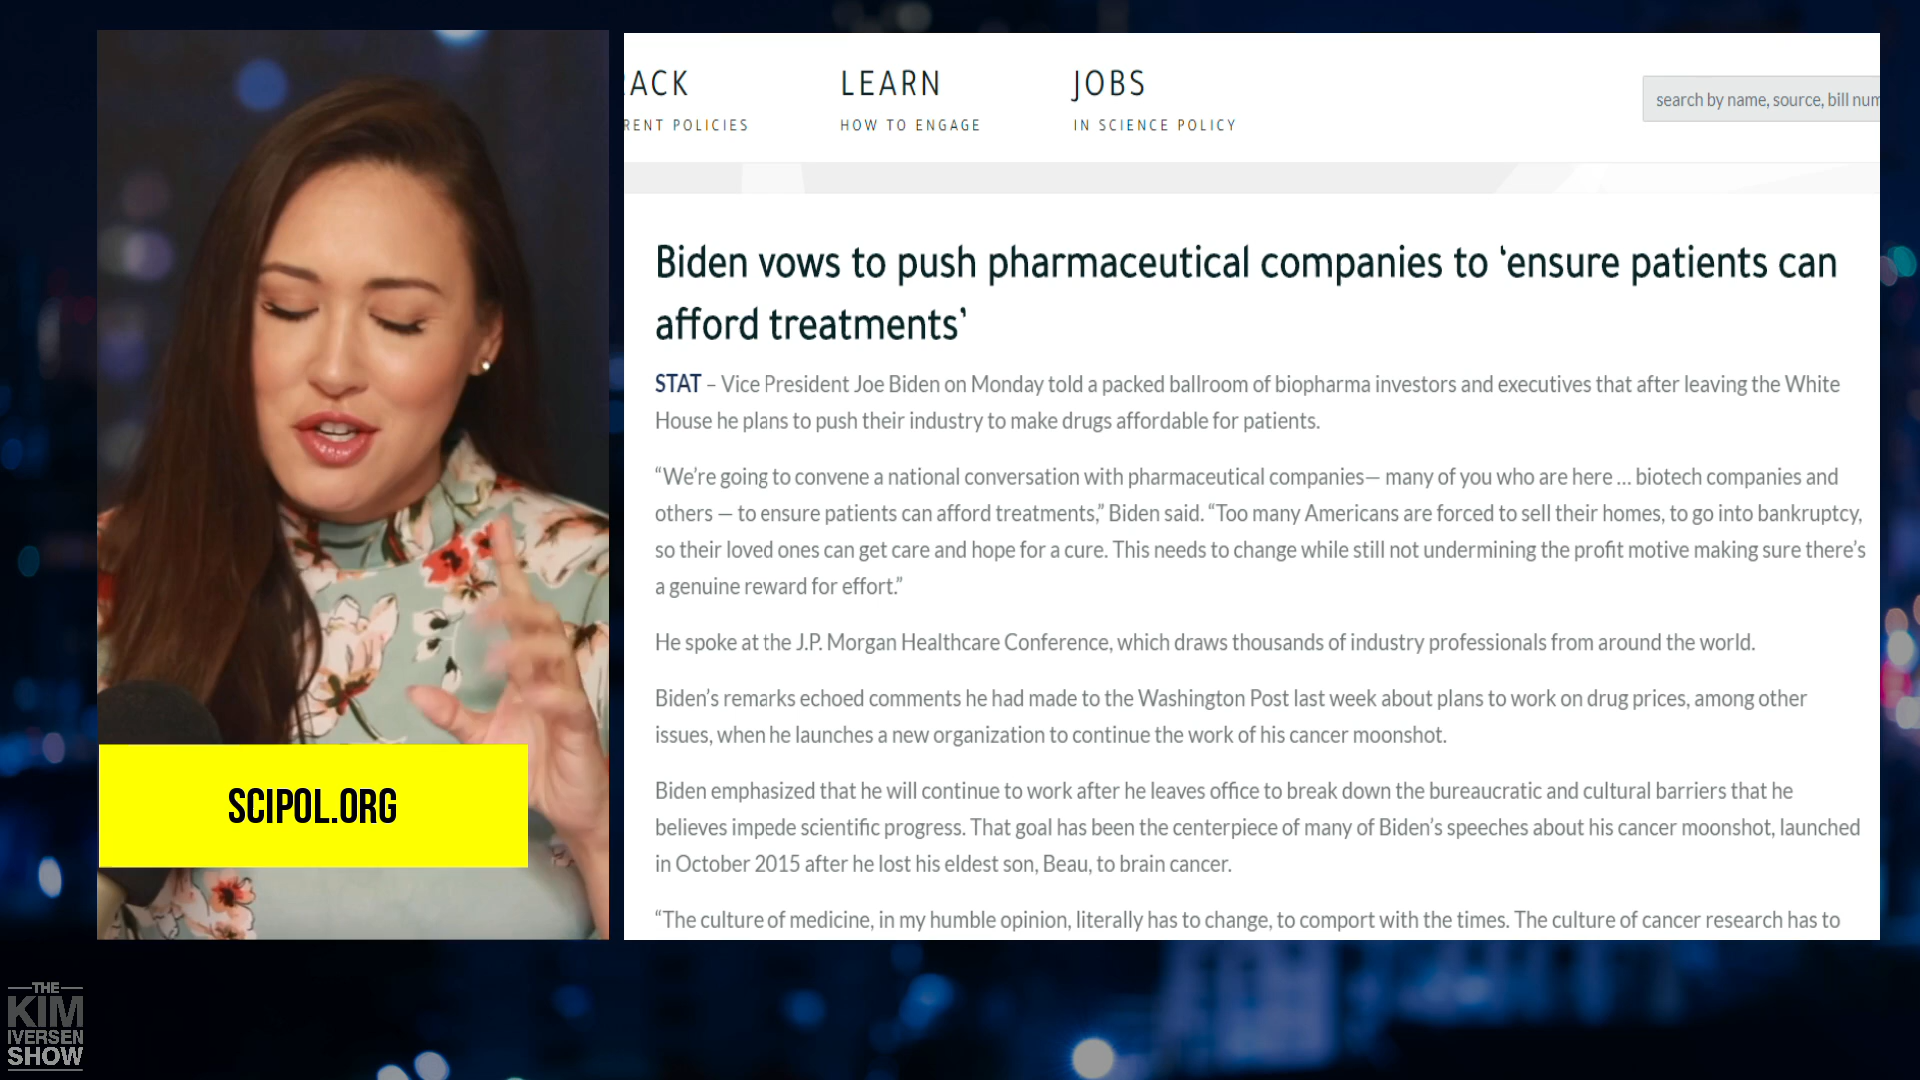 RACK
RENT POLICIES
LEARN
HOW TO ENGAGE
JOBS
IN SCIENCE POLICY
search by name, source, bill num
Biden vows to push pharmaceutical companies to ‘ensure patients can
afford treatments’
STAT – Vice President Joe Biden on Monday told a packed ballroom of biopharma investors and executives that after leaving the White
House he plans to push their industry to make drugs affordable for patients.
“We’re going to convene a national conversation with pharmaceutical companies— many of you who are here ... biotech companies and
others — to ensure patients can afford treatments,” Biden said. “Too many Americans are forced to sell their homes, to go into bankruptcy,
so their loved ones can get care and hope for a cure. This needs to change while still not undermining the profit motive making sure there’s
a genuine reward for effort.”
He spoke at the J.P. Morgan Healthcare Conference, which draws thousands of industry professionals from around the world.
Biden’s remarks echoed comments he had made to the Washington Post last week about plans to work on drug prices, among other
issues, when he launches a new organization to continue the work of his cancer moonshot.
Biden emphasized that he will continue to work after he leaves office to break down the bureaucratic and cultural barriers that he
believes impede scientific progress. That goal has been the centerpiece of many of Biden’s speeches about his cancer moonshot, launched
in October 2015 after he lost his eldest son, Beau, to brain cancer.
“The culture of medicine, in my humble opinion, literally has to change, to comport with the times. The culture of cancer research has to
SCIPOL.ORG
THE
KIM
IVERSEN
SHOW